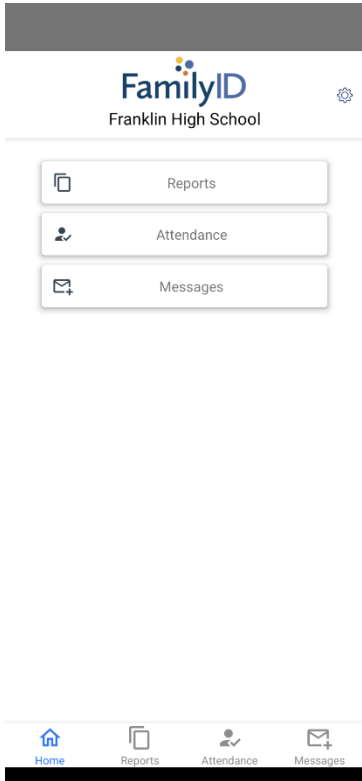 FamilyID
Franklin High School
Reports
Attendance
Messages
Home Reports Attendance Messages